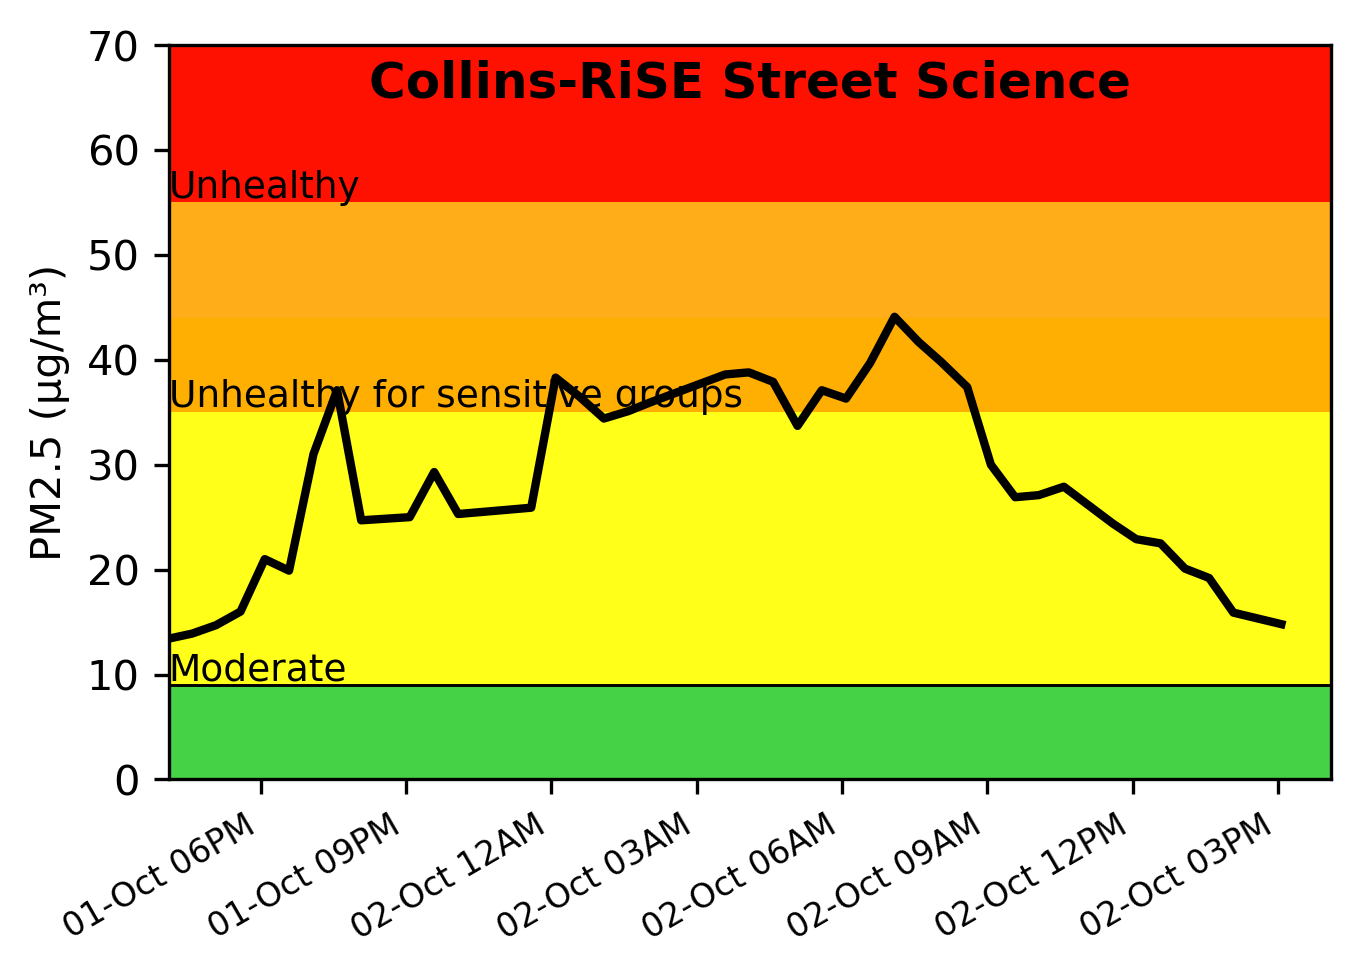 Collins-RiSE Street Science
70
60
Unhealthy
50
40
Unhealthy for sensitive groups
30
20
10
Moderate
0
PM2.5 (µg/m³)
01-Oct 06PM
01-Oct 09PM
02-Oct 12AM
02-Oct 03AM
02-Oct 06AM
02-Oct 09AM
02-Oct 12PM
02-Oct 03PM